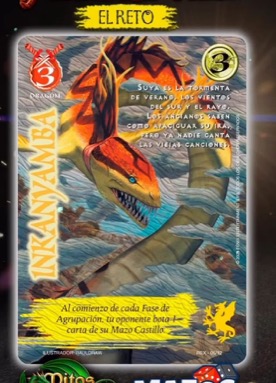 EL RETO
3
3
DRAGÓN
SUYA ES LA TORMENTA
DE VERANO, LOS VIENTOS
DEL SUR Y EL RAYO.
LOS ANCIANOS SABEN
CÓMO APACIGUAR SU IRA,
PERO YA NADIE CANTA
LAS VIEJAS CANCIONES.
INKANYAMBA
Al comienzo de cada Fase de
Agrupación, tu oponente bota 1
carta de su Mazo Castillo.
ILUSTRADOR:
Mitos